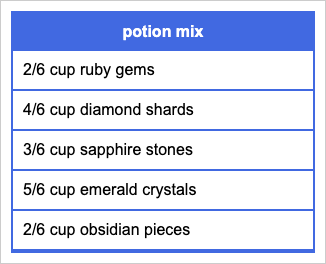 potion mix
2/6 cup ruby gems
4/6 cup diamond shards
3/6 cup sapphire stones
5/6 cup emerald crystals
2/6 cup obsidian pieces